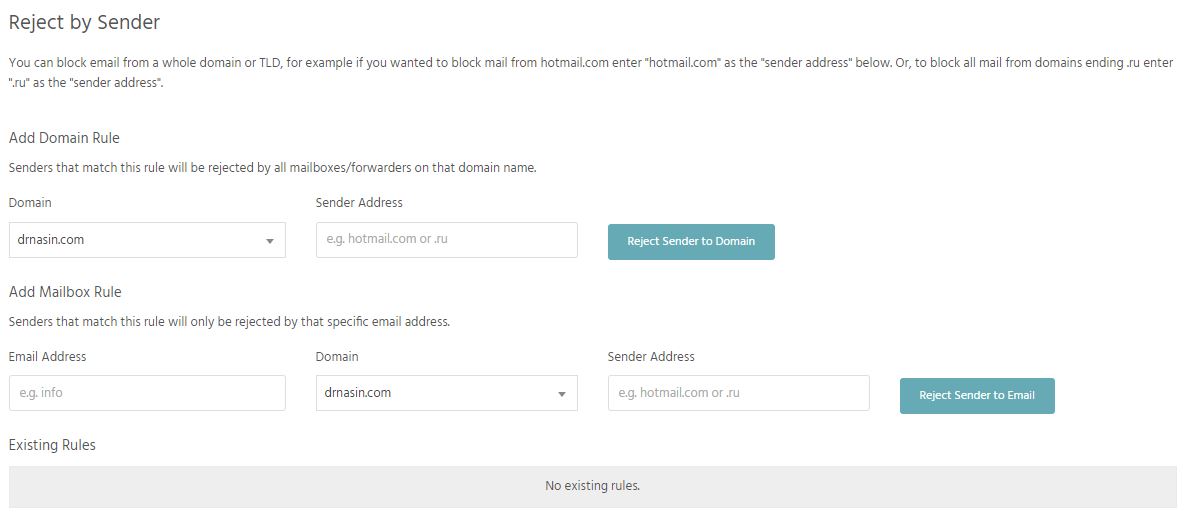 Reject by Sender
You can block email from a whole domain or TLD, for example if you wanted to block mail from hotmail.com enter "hotmail.com" as the "sender address" below. Or, to block all mail from domains ending .ru enter
".ru" as the "sender address".
Add Domain Rule
Senders that match this rule will be rejected by all mailboxes/forwarders on that domain name.
Domain Sender Address
drnasin.com e.g. hotmail.com or .ru Reject Sender to Domain
Add Mailbox Rule
Senders that match this rule will only be rejected by that specific email address.
Email Address Domain Sender Address
e.g. info drnasin.com e.g. hotmail.com or .ru Reject Sender to Email
Existing Rules
No existing rules.